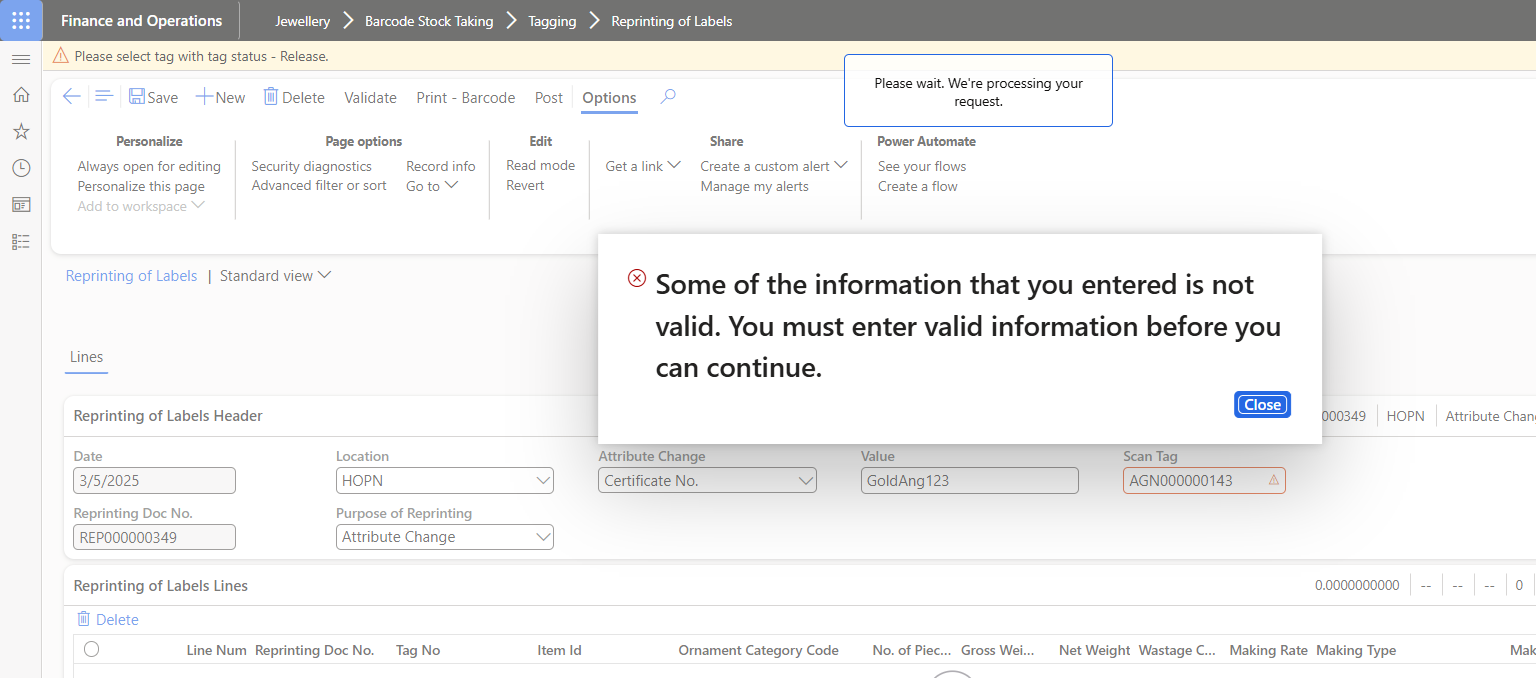 Finance and Operations
Jewellery
Barcode Stock Taking
Tagging
Reprinting of Labels
Please select tag with tag status - Release.
Please wait. We're processing your
request.
Save
New
Delete
Validate
Print - Barcode
Post
Options
Personalize
Always open for editing
Personalize this page
Add to workspace
Page options
Security diagnostics
Advanced filter or sort
Record info
Go to
Edit
Read mode
Revert
Share
Get a link
Create a custom alert
Manage my alerts
Power Automate
See your flows
Create a flow
Reprinting of Labels | Standard view
Some of the information that you entered is not
valid. You must enter valid information before you
can continue.
Close
Lines
Reprinting of Labels Header
000349
HOPN
Attribute Chan
Date
3/5/2025
Location
HOPN
Attribute Change
Certificate No.
Value
GoldAng123
Scan Tag
AGN000000143
Reprinting Doc No.
REP000000349
Purpose of Reprinting
Attribute Change
Reprinting of Labels Lines
0.0000000000
--
--
--
0
Delete
Line Num
Reprinting Doc No.
Tag No
Item Id
Ornament Category Code
No. of Piec...
Gross Wei...
Net Weight
Wastage C...
Making Rate
Making Type
Mak